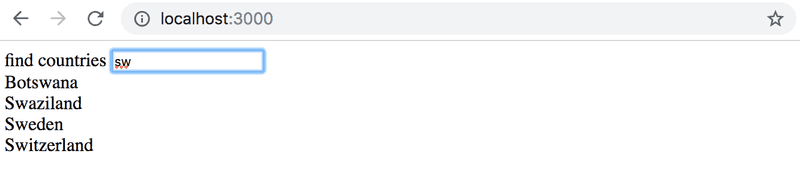 localhost:3000
find countries sw
Botswana
Swaziland
Sweden
Switzerland